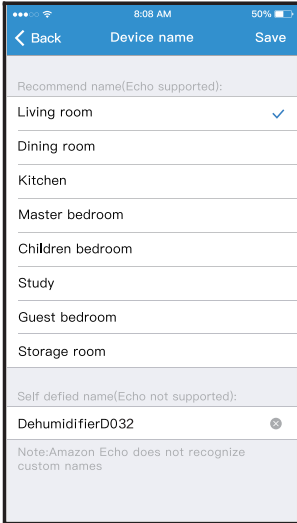 8:08 AM 50%
Back Device name Save
Recommend name(Echo supported):
Living room
Dining room
Kitchen
Master bedroom
Children bedroom
Study
Guest bedroom
Storage room
Self defied name(Echo not supported):
DehumidifierD032
Note:Amazon Echo does not recognize
custom names